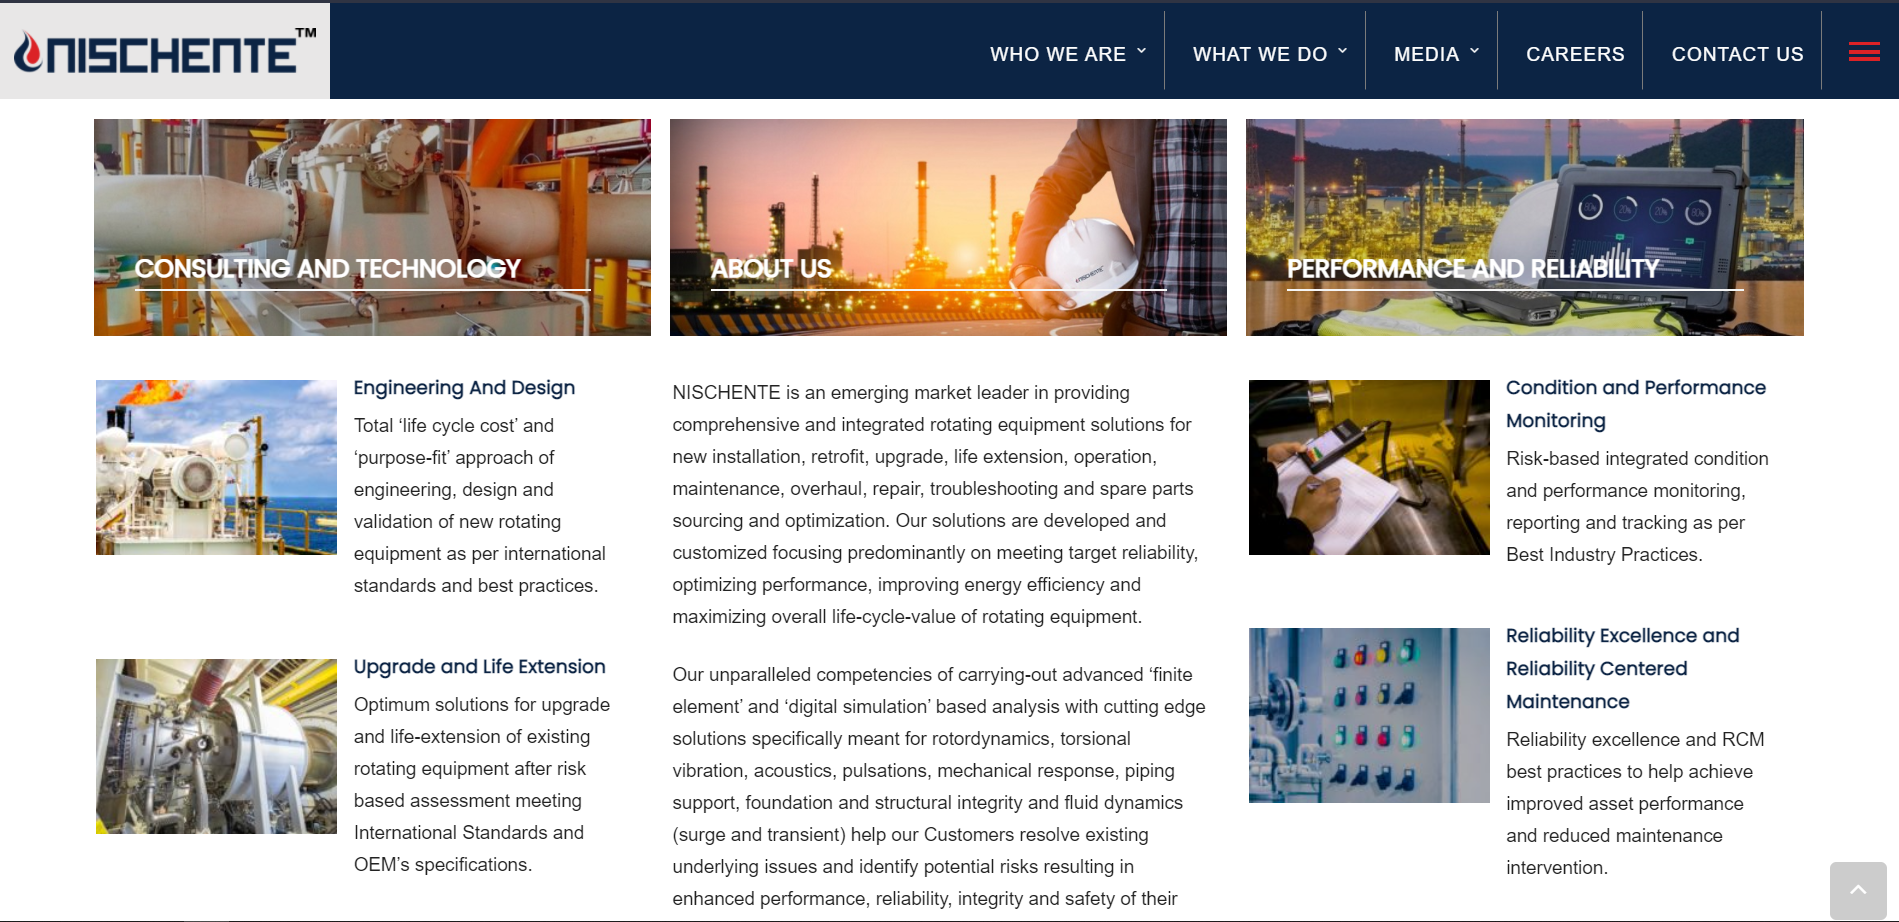 NISCHENTE™
WHO WE ARE
WHAT WE DO
MEDIA
CAREERS
CONTACT US
CONSULTING AND TECHNOLOGY
Engineering And Design
Total ‘life cycle cost’ and
‘purpose-fit’ approach of
engineering, design and
validation of new rotating
equipment as per international
standards and best practices.
Upgrade and Life Extension
Optimum solutions for upgrade
and life-extension of existing
rotating equipment after risk
based assessment meeting
International Standards and
OEM’s specifications.
ABOUT US
NISCHENTE
NISCHENTE is an emerging market leader in providing
comprehensive and integrated rotating equipment solutions for
new installation, retrofit, upgrade, life extension, operation,
maintenance, overhaul, repair, troubleshooting and spare parts
sourcing and optimization. Our solutions are developed and
customized focusing predominantly on meeting target reliability,
optimizing performance, improving energy efficiency and
maximizing overall life-cycle-value of rotating equipment.
Our unparalleled competencies of carrying-out advanced ‘finite
element’ and ‘digital simulation’ based analysis with cutting edge
solutions specifically meant for rotordynamics, torsional
vibration, acoustics, pulsations, mechanical response, piping
support, foundation and structural integrity and fluid dynamics
(surge and transient) help our Customers resolve existing
underlying issues and identify potential risks resulting in
enhanced performance, reliability, integrity and safety of their
PERFORMANCE AND RELIABILITY
Condition and Performance
Monitoring
Risk-based integrated condition
and performance monitoring,
reporting and tracking as per
Best Industry Practices.
Reliability Excellence and
Reliability Centered
Maintenance
Reliability excellence and RCM
best practices to help achieve
improved asset performance
and reduced maintenance
intervention.